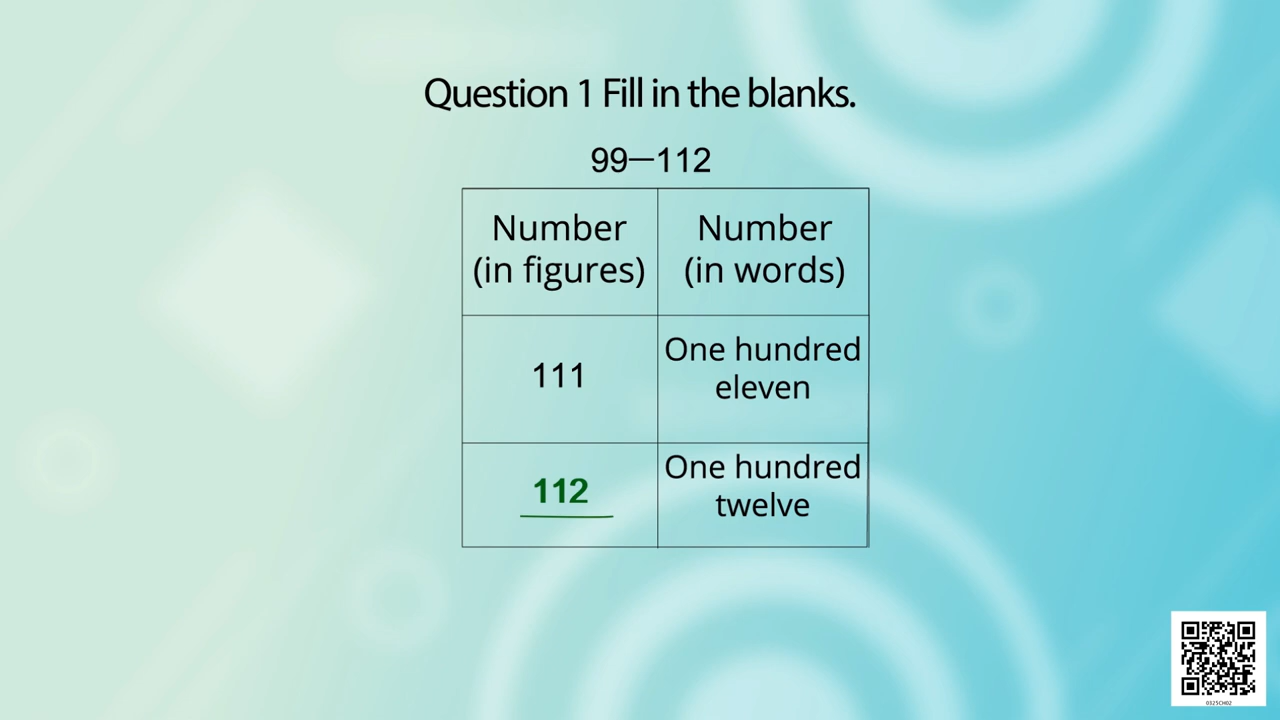 Question 1 Fill in the blanks.
99—112
Number
(in figures)
Number
(in words)
111
One hundred
eleven
112
One hundred
twelve
0325CH02